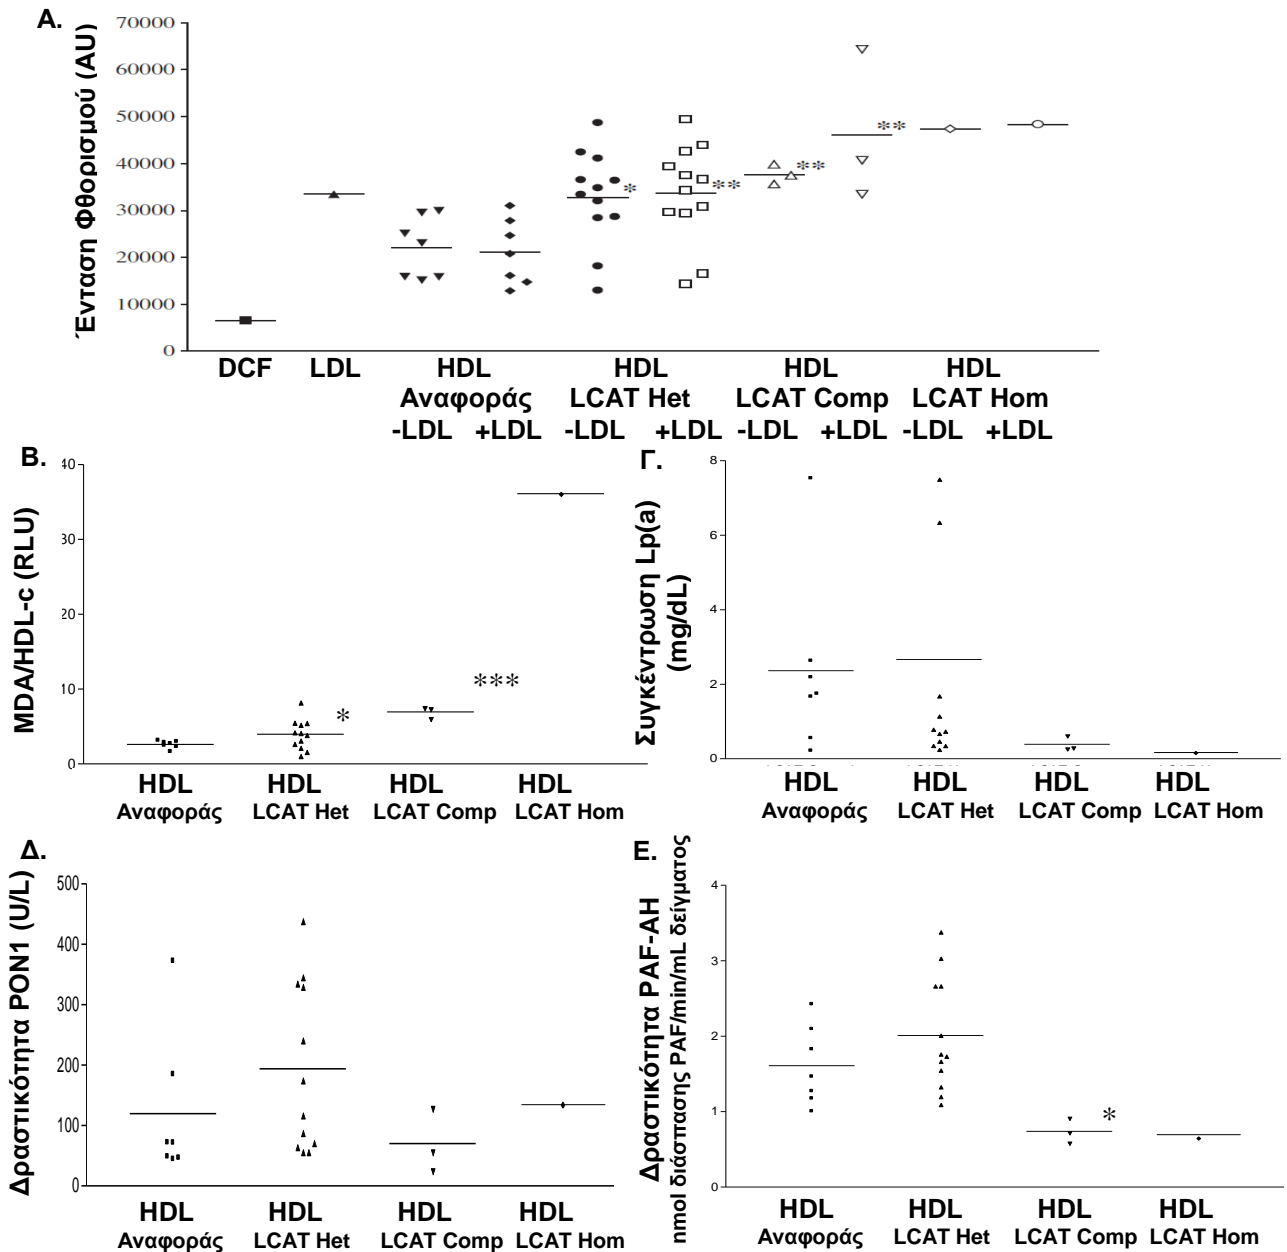 Α.
Ένταση Φθορισμού (AU)
70000
60000
50000
40000
30000
20000
10000
0
*
**
**
**
DCF
LDL
HDL
Αναφοράς
-LDL +LDL
HDL
LCAT Het
-LDL +LDL
HDL
LCAT Comp
-LDL +LDL
HDL
LCAT Hom
-LDL +LDL
Β.
MDA/HDL-c (RLU)
40
30
20
10
0
*
***
HDL
Αναφοράς
HDL
LCAT Het
HDL
LCAT Comp
HDL
LCAT Hom
Γ.
Συγκέντρωση Lp(a)
(mg/dL)
8
6
4
2
0
HDL
Αναφοράς
HDL
LCAT Het
HDL
LCAT Comp
HDL
LCAT Hom
Δ.
Δραστικότητα PON1 (U/L)
500
400
300
200
100
0
HDL
Αναφοράς
HDL
LCAT Het
HDL
LCAT Comp
HDL
LCAT Hom
Ε.
Δραστικότητα PAF-AH
nmol διάσπασης PAF/min/mL δείγματος
4
3
2
1
0
*
HDL
Αναφοράς
HDL
LCAT Het
HDL
LCAT Comp
HDL
LCAT Hom